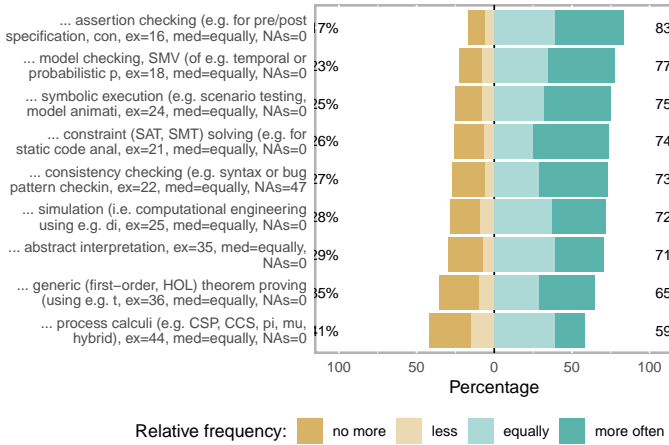 ... assertion checking (e.g. for pre/post
specification, con, ex=16, med=equally, NAs=0
17%
83
... model checking, SMV (of e.g. temporal or
probabilistic p, ex=18, med=equally, NAs=0
23%
77
... symbolic execution (e.g. scenario testing,
model animati, ex=24, med=equally, NAs=0
25%
75
... constraint (SAT, SMT) solving (e.g. for
static code anal, ex=21, med=equally, NAs=0
26%
74
... consistency checking (e.g. syntax or bug
pattern checkin, ex=22, med=equally, NAs=47
27%
73
... simulation (i.e. computational engineering
using e.g. di, ex=25, med=equally, NAs=0
28%
72
... abstract interpretation, ex=35, med=equally,
NAs=0
29%
71
... generic (first-order, HOL) theorem proving
(using e.g. t, ex=36, med=equally, NAs=0
35%
65
... process calculi (e.g. CSP, CCS, pi, mu,
hybrid), ex=44, med=equally, NAs=0
41%
59
100 50 0 50 100
Percentage
Relative frequency: no more less equally more often